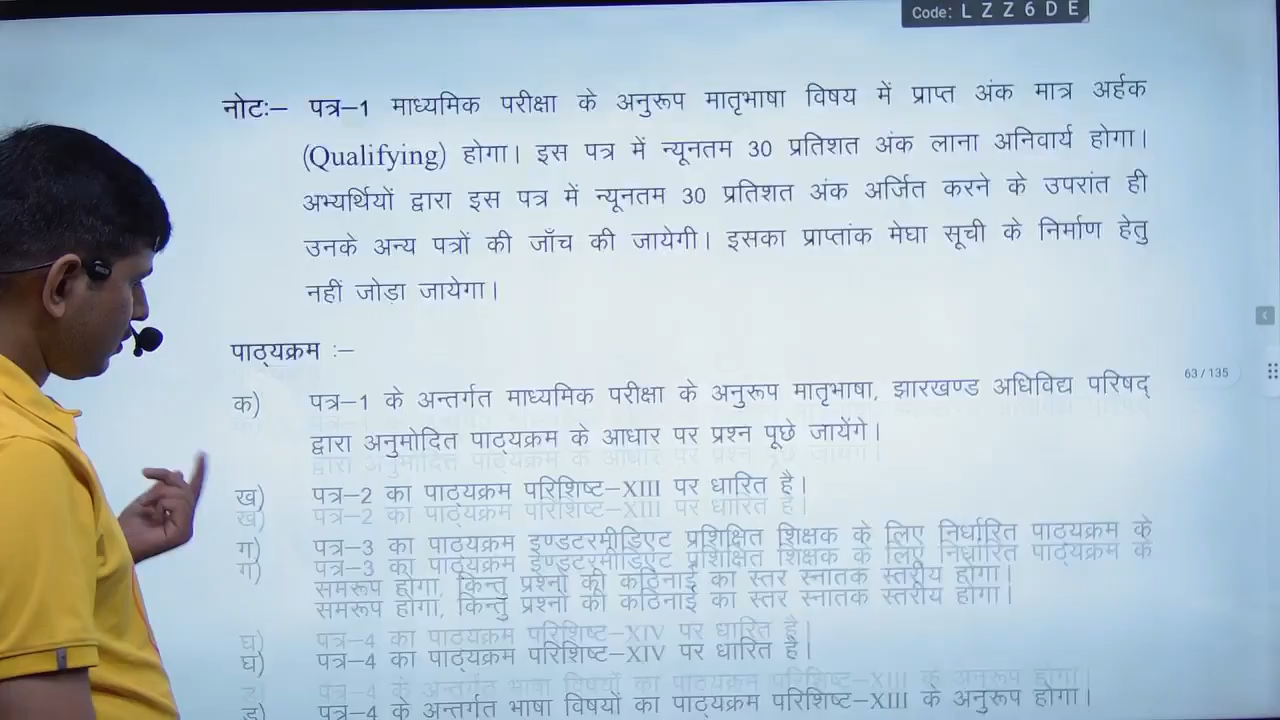 Code: L Z Z 6 D E
नोटः– पत्र–1 माध्यमिक परीक्षा के अनुरूप मातृभाषा विषय में प्राप्त अंक मात्र अर्हक
(Qualifying) होगा। इस पत्र में न्यूनतम 30 प्रतिशत अंक लाना अनिवार्य होगा।
अभ्यर्थियों द्वारा इस पत्र में न्यूनतम 30 प्रतिशत अंक अर्जित करने के उपरांत ही
उनके अन्य पत्रों की जाँच की जायेगी। इसका प्राप्तांक मेघा सूची के निर्माण हेतु
नहीं जोड़ा जायेगा।
पाठ्यक्रम :–
63 / 135
क) पत्र–1 के अन्तर्गत माध्यमिक परीक्षा के अनुरूप मातृभाषा, झारखण्ड अधिविद्य परिषद्
द्वारा अनुमोदित पाठ्यक्रम के आधार पर प्रश्न पूछे जायेंगे।
ख) पत्र–2 का पाठ्यक्रम परिशिष्ट–XIII पर धारित है।
ग) पत्र–3 का पाठ्यक्रम इण्डटरमीडिएट प्रशिक्षित शिक्षक के लिए निर्धारित पाठ्यक्रम के
समरूप होगा, किन्तु प्रश्नों की कठिनाई का स्तर स्नातक स्तरीय होगा।
घ) पत्र–4 का पाठ्यक्रम परिशिष्ट–XIV पर धारित है।
ङ) पत्र–4 के अन्तर्गत भाषा विषयों का पाठ्यक्रम परिशिष्ट–XIII के अनुरूप होगा।